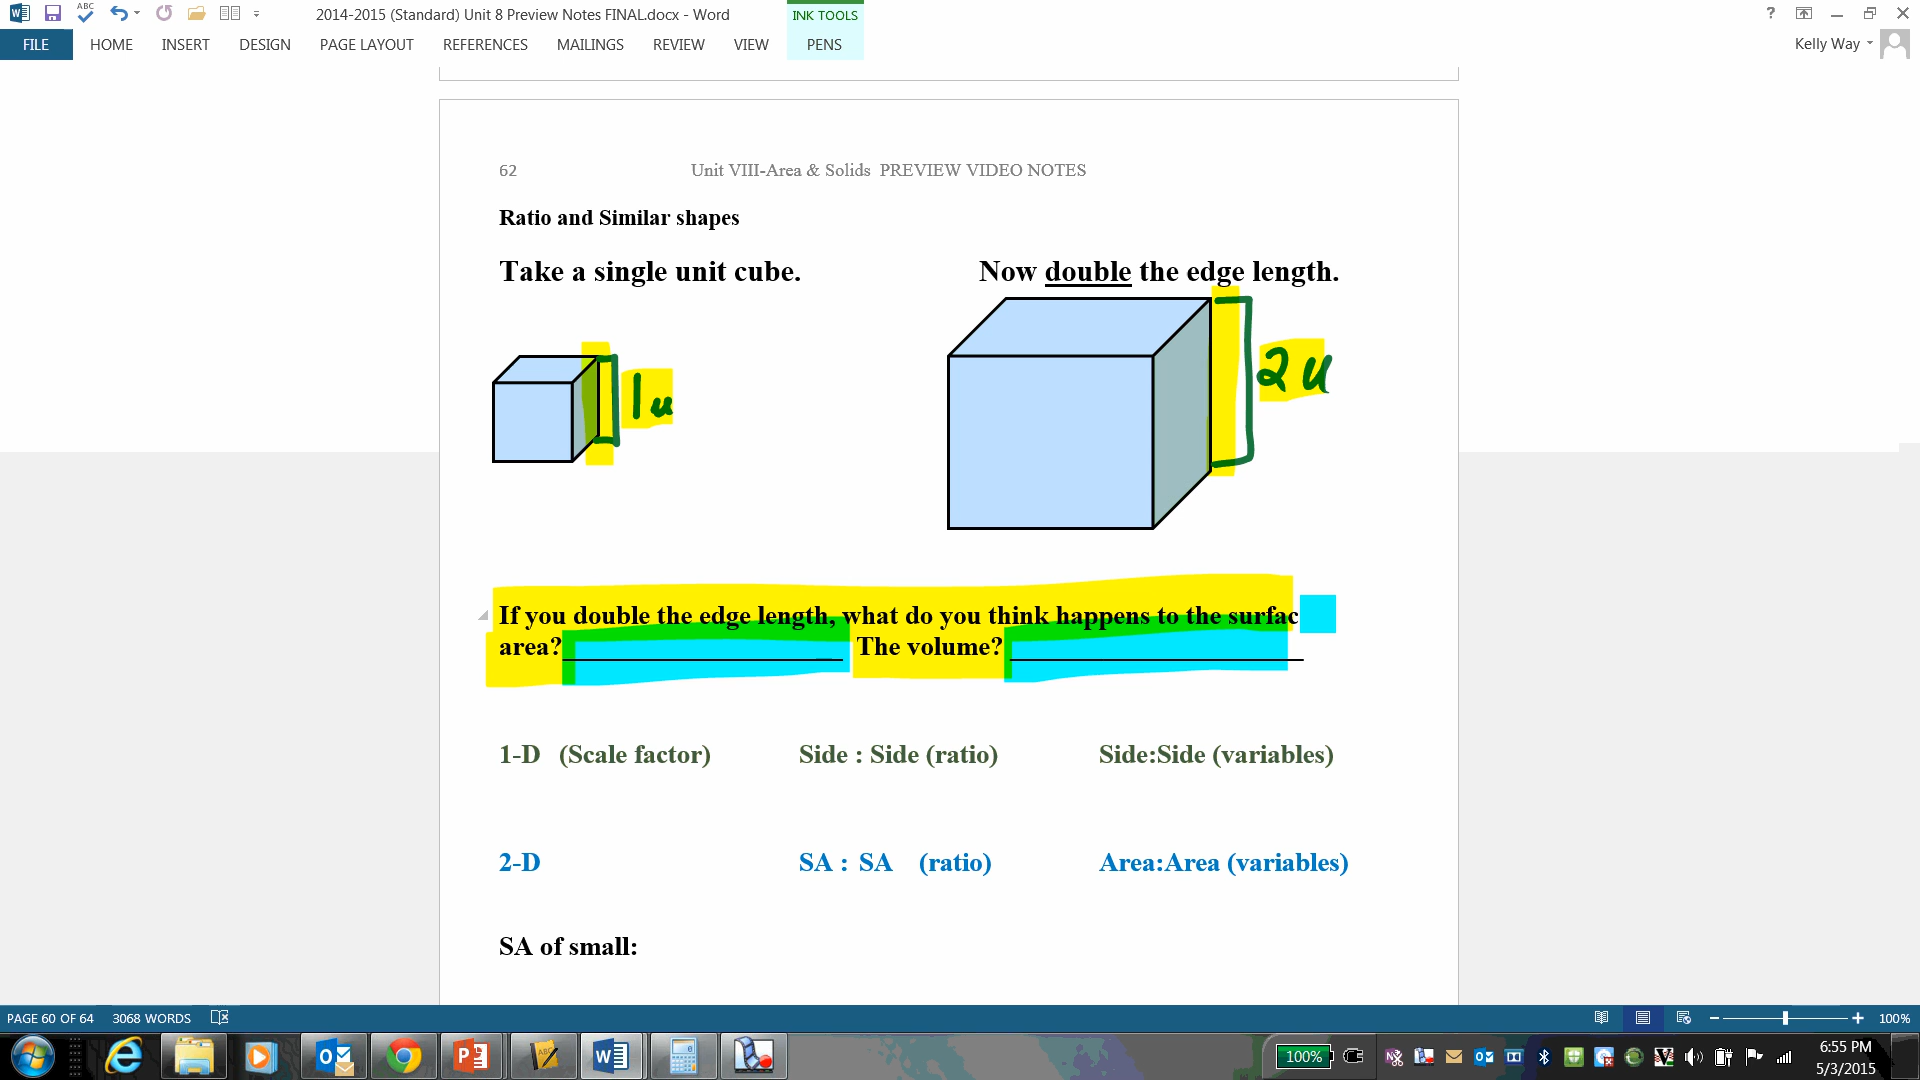 ABC
2014-2015 (Standard) Unit 8 Preview Notes FINAL.docx - Word
INK TOOLS
?
FILE HOME INSERT DESIGN PAGE LAYOUT REFERENCES MAILINGS REVIEW VIEW PENS
Kelly Way
62 Unit VIII-Area & Solids PREVIEW VIDEO NOTES
Ratio and Similar shapes
Take a single unit cube. Now double the edge length.
1u
2u
If you double the edge length, what do you think happens to the surfac
area?____________________ The volume?____________________
1-D (Scale factor) Side : Side (ratio) Side:Side (variables)
2-D SA : SA (ratio) Area:Area (variables)
SA of small:
PAGE 60 OF 64 3068 WORDS
100%
100%
6:55 PM
5/3/2015